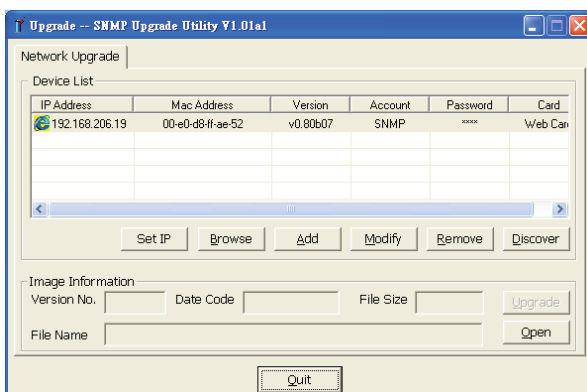 Upgrade -- SNMP Upgrade Utility V1.01a1
Network Upgrade
Device List
IP Address Mac Address Version Account Password Card
192.168.206.19 00-e0-d8-ff-ae-52 v0.80b07 SNMP **** Web Card
Set IP Browse Add Modify Remove Discover
Image Information
Version No. Date Code File Size Upgrade
File Name Open
Quit